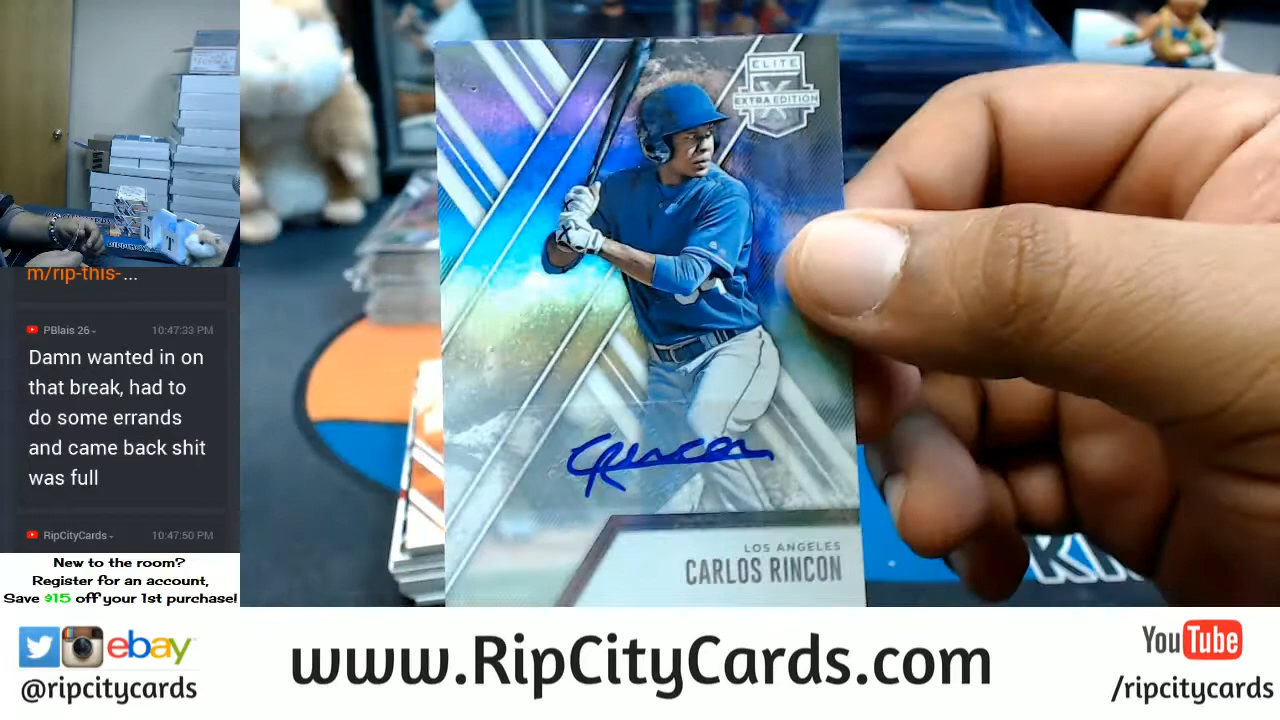 m/rip-this-...
PBlais 26
10:47:33 PM
Damn wanted in on
that break, had to
do some errands
and came back shit
was full
RipCityCards
10:47:50 PM
New to the room?
Register for an account,
Save $15 off your 1st purchase!
ELITE
X
EXTRA EDITION
CRincon
LOS ANGELES
CARLOS RINCON
R T
ebay
@ripcitycards
www.RipCityCards.com
YouTube
/ripcitycards